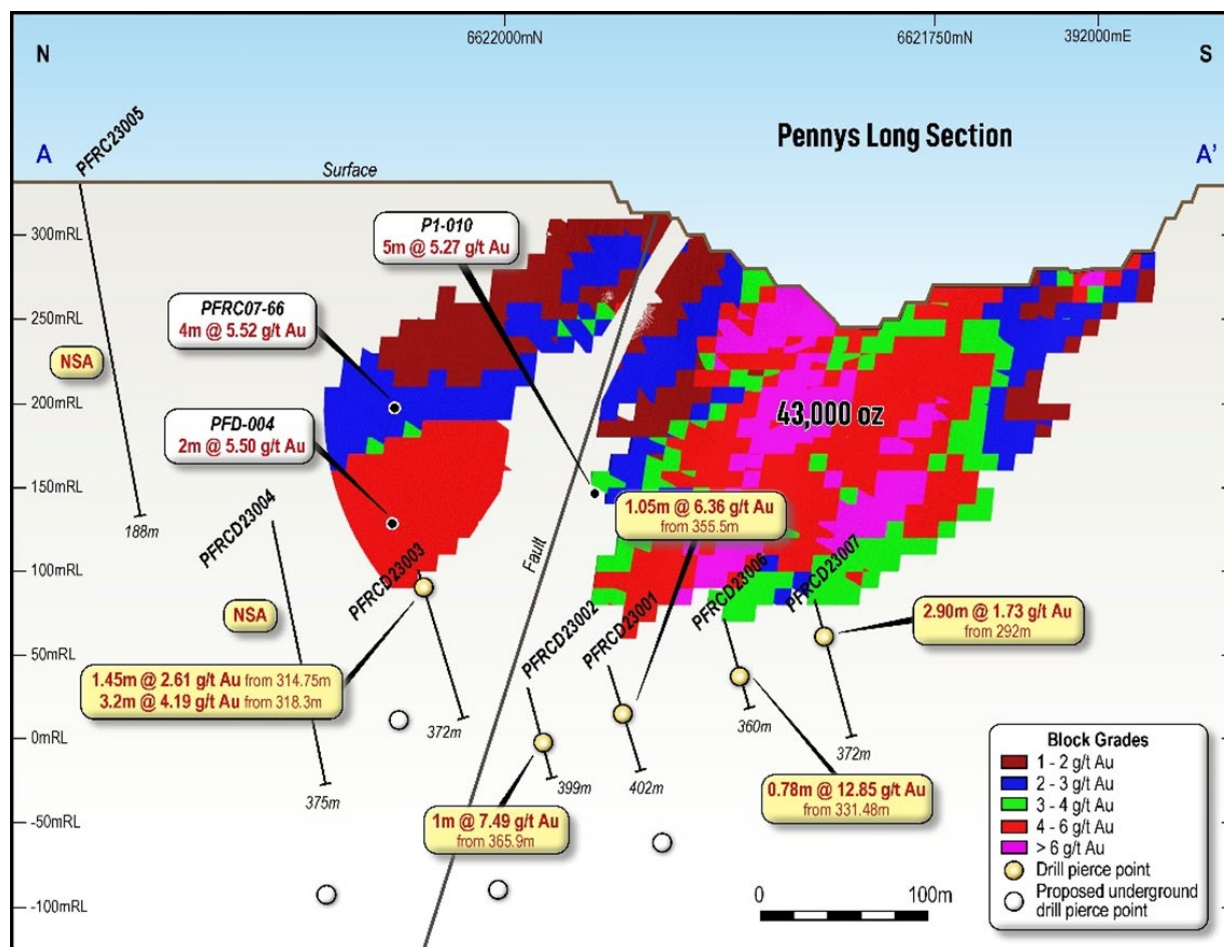 6622000mN
6621750mN
392000mE
N
S
A
A'
PFRC23005
Pennys Long Section
Surface
P1-010
5m @ 5.27 g/t Au
300mRL
PFRC07-66
4m @ 5.52 g/t Au
250mRL
NSA
200mRL
43,000 oz
PFD-004
2m @ 5.50 g/t Au
150mRL
188m
1.05m @ 6.36 g/t Au
from 355.5m
PFRCD23004
Fault
100mRL
PFRCD23003
PFRCD23002
PFRCD23001
PFRCD23006
PFRCD23007
NSA
2.90m @ 1.73 g/t Au
from 292m
50mRL
1.45m @ 2.61 g/t Au from 314.75m
3.2m @ 4.19 g/t Au from 318.3m
0mRL
372m
360m
372m
375m
399m
402m
0.78m @ 12.85 g/t Au
from 331.48m
-50mRL
1m @ 7.49 g/t Au
from 365.9m
-100mRL
0
100m
Block Grades
1 - 2 g/t Au
2 - 3 g/t Au
3 - 4 g/t Au
4 - 6 g/t Au
> 6 g/t Au
Drill pierce point
Proposed underground
drill pierce point